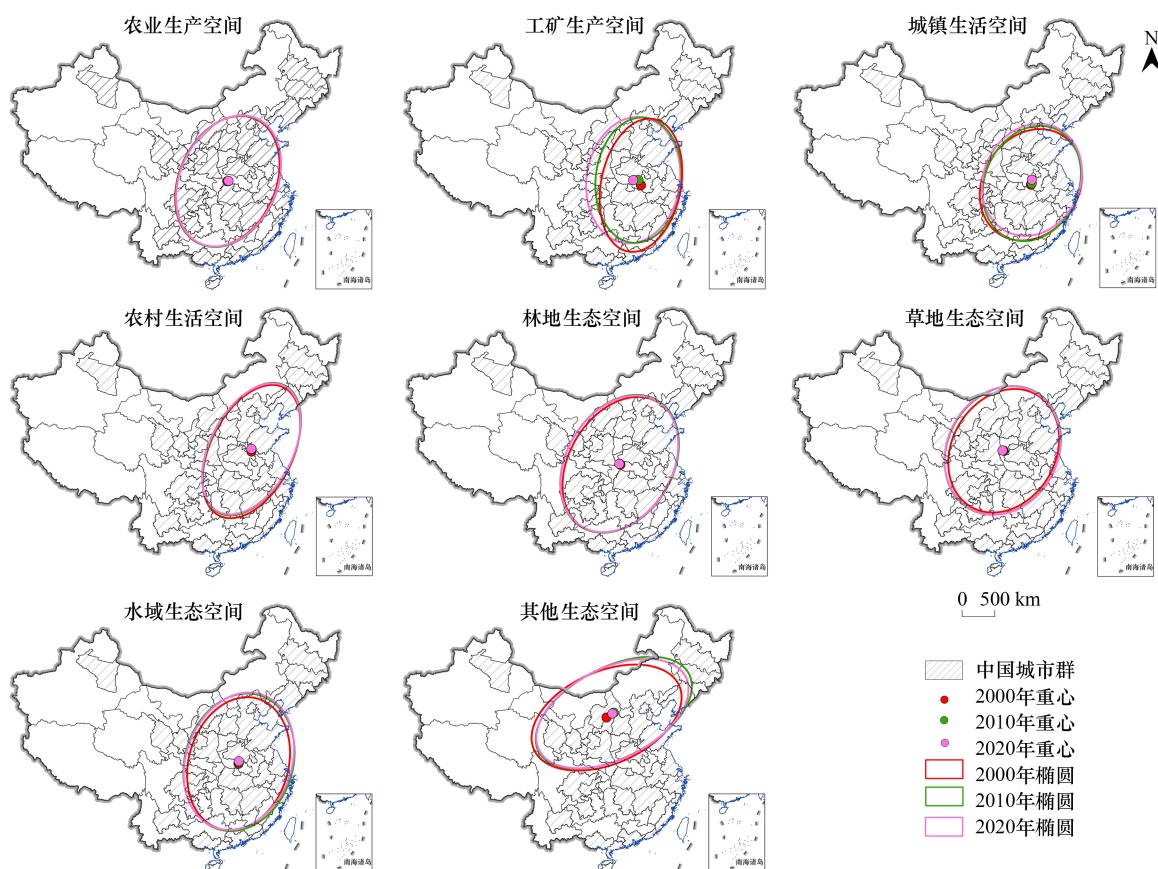 农业生产空间
工矿生产空间
城镇生活空间
N
南海诸岛
南海诸岛
南海诸岛
农村生活空间
林地生态空间
草地生态空间
南海诸岛
南海诸岛
南海诸岛
0 500 km
水域生态空间
其他生态空间
南海诸岛
南海诸岛
中国城市群
2000年重心
2010年重心
2020年重心
2000年椭圆
2010年椭圆
2020年椭圆